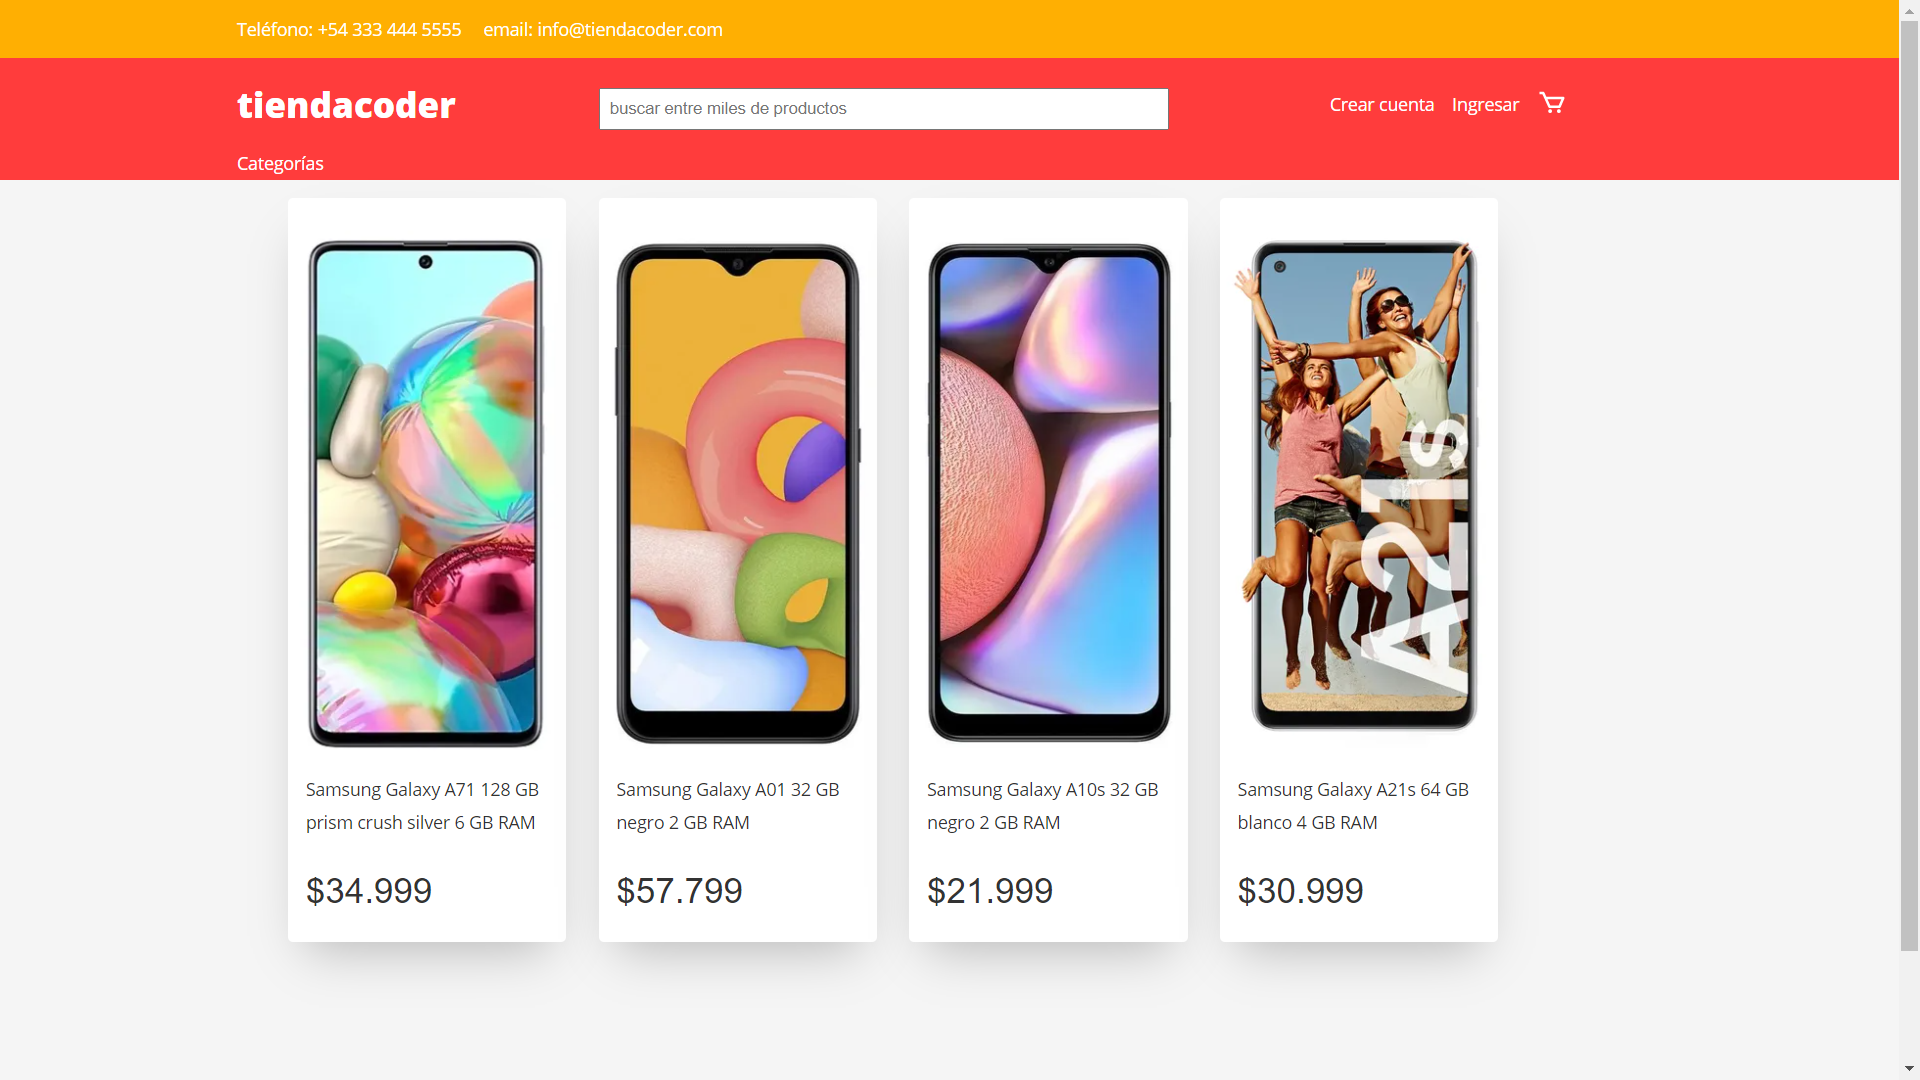 Teléfono: +54 333 444 5555 email: info@tiendacoder.com
tiendacoder
buscar entre miles de productos
Crear cuenta Ingresar
Categorías
A21s
Samsung Galaxy A71 128 GB
prism crush silver 6 GB RAM
$34.999
Samsung Galaxy A01 32 GB
negro 2 GB RAM
$57.799
Samsung Galaxy A10s 32 GB
negro 2 GB RAM
$21.999
Samsung Galaxy A21s 64 GB
blanco 4 GB RAM
$30.999